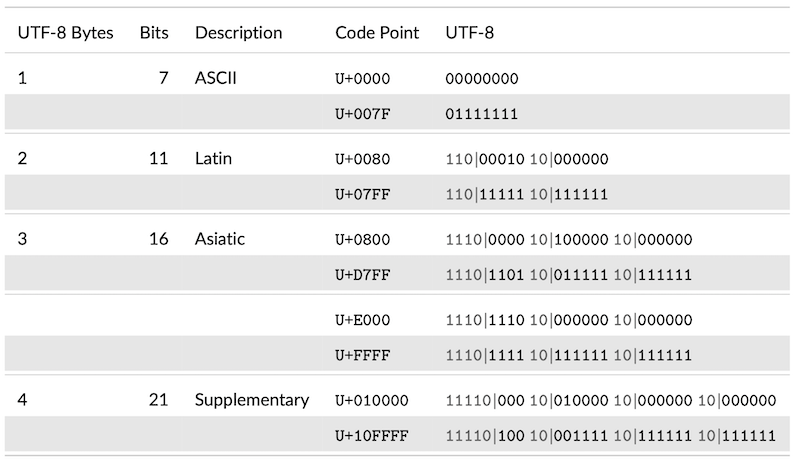 UTF-8 Bytes Bits Description Code Point UTF-8
1 7 ASCII U+0000 00000000
U+007F 01111111
2 11 Latin U+0080 110|00010 10|000000
U+07FF 110|11111 10|111111
3 16 Asiatic U+0800 1110|0000 10|100000 10|000000
U+D7FF 1110|1101 10|011111 10|111111
U+E000 1110|1110 10|000000 10|000000
U+FFFF 1110|1111 10|111111 10|111111
4 21 Supplementary U+010000 11110|000 10|010000 10|000000 10|000000
U+10FFFF 11110|100 10|001111 10|111111 10|111111